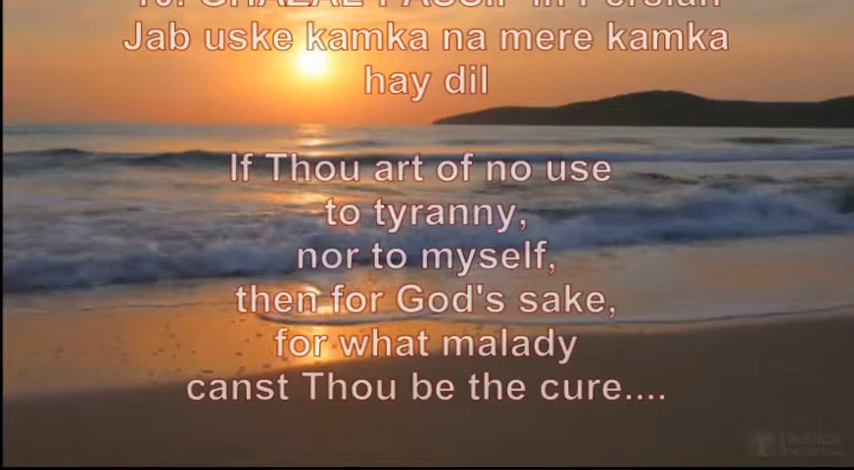 Jab uske kamka na mere kamka
hay dil
If Thou art of no use
to tyranny,
nor to myself,
then for God's sake,
for what malady
canst Thou be the cure....